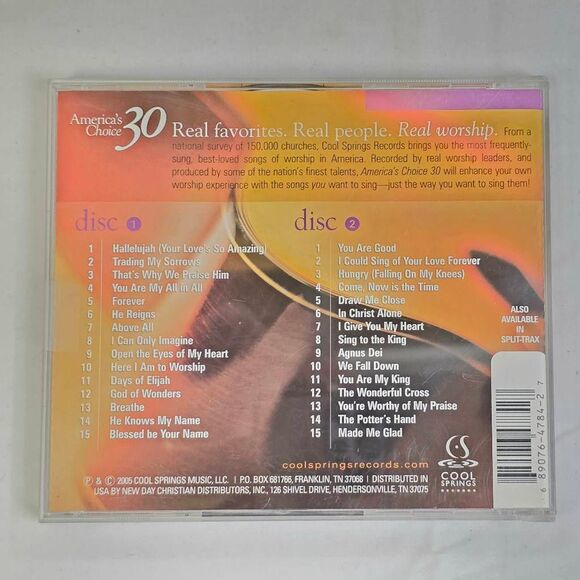 America's
Choice 30
Real favorites. Real people. Real worship. From a
national survey of 150,000 churches, Cool Springs Records brings you the most frequently-
sung, best-loved songs of worship in America. Recorded by real worship leaders, and
produced by some of the nation's finest talents, America's Choice 30 will enhance your own
worship experience with the songs you want to sing—just the way you want to sing them!
disc 1
1 Hallelujah (Your Love's So Amazing)
2 Trading My Sorrows
3 That's Why We Praise Him
4 You Are My All in All
5 Forever
6 He Reigns
7 Above All
8 I Can Only Imagine
9 Open the Eyes of My Heart
10 Here I Am to Worship
11 Days of Elijah
12 God of Wonders
13 Breathe
14 He Knows My Name
15 Blessed be Your Name
disc 2
1 You Are Good
2 I Could Sing of Your Love Forever
3 Hungry (Falling On My Knees)
4 Come, Now is the Time
5 Draw Me Close
6 In Christ Alone
7 I Give You My Heart
8 Sing to the King
9 Agnus Dei
10 We Fall Down
11 You Are My King
12 The Wonderful Cross
13 You're Worthy of My Praise
14 The Potter's Hand
15 Made Me Glad
ALSO
AVAILABLE
IN
SPLIT-TRAX
6 89076-4784-2 7
coolspringsrecords.com
CS
COOL
SPRINGS
℗ & © 2005 COOL SPRINGS MUSIC, LLC. | P.O. BOX 681766, FRANKLIN, TN 37068 | DISTRIBUTED IN
USA BY NEW DAY CHRISTIAN DISTRIBUTORS, INC., 126 SHIVEL DRIVE, HENDERSONVILLE, TN 37075